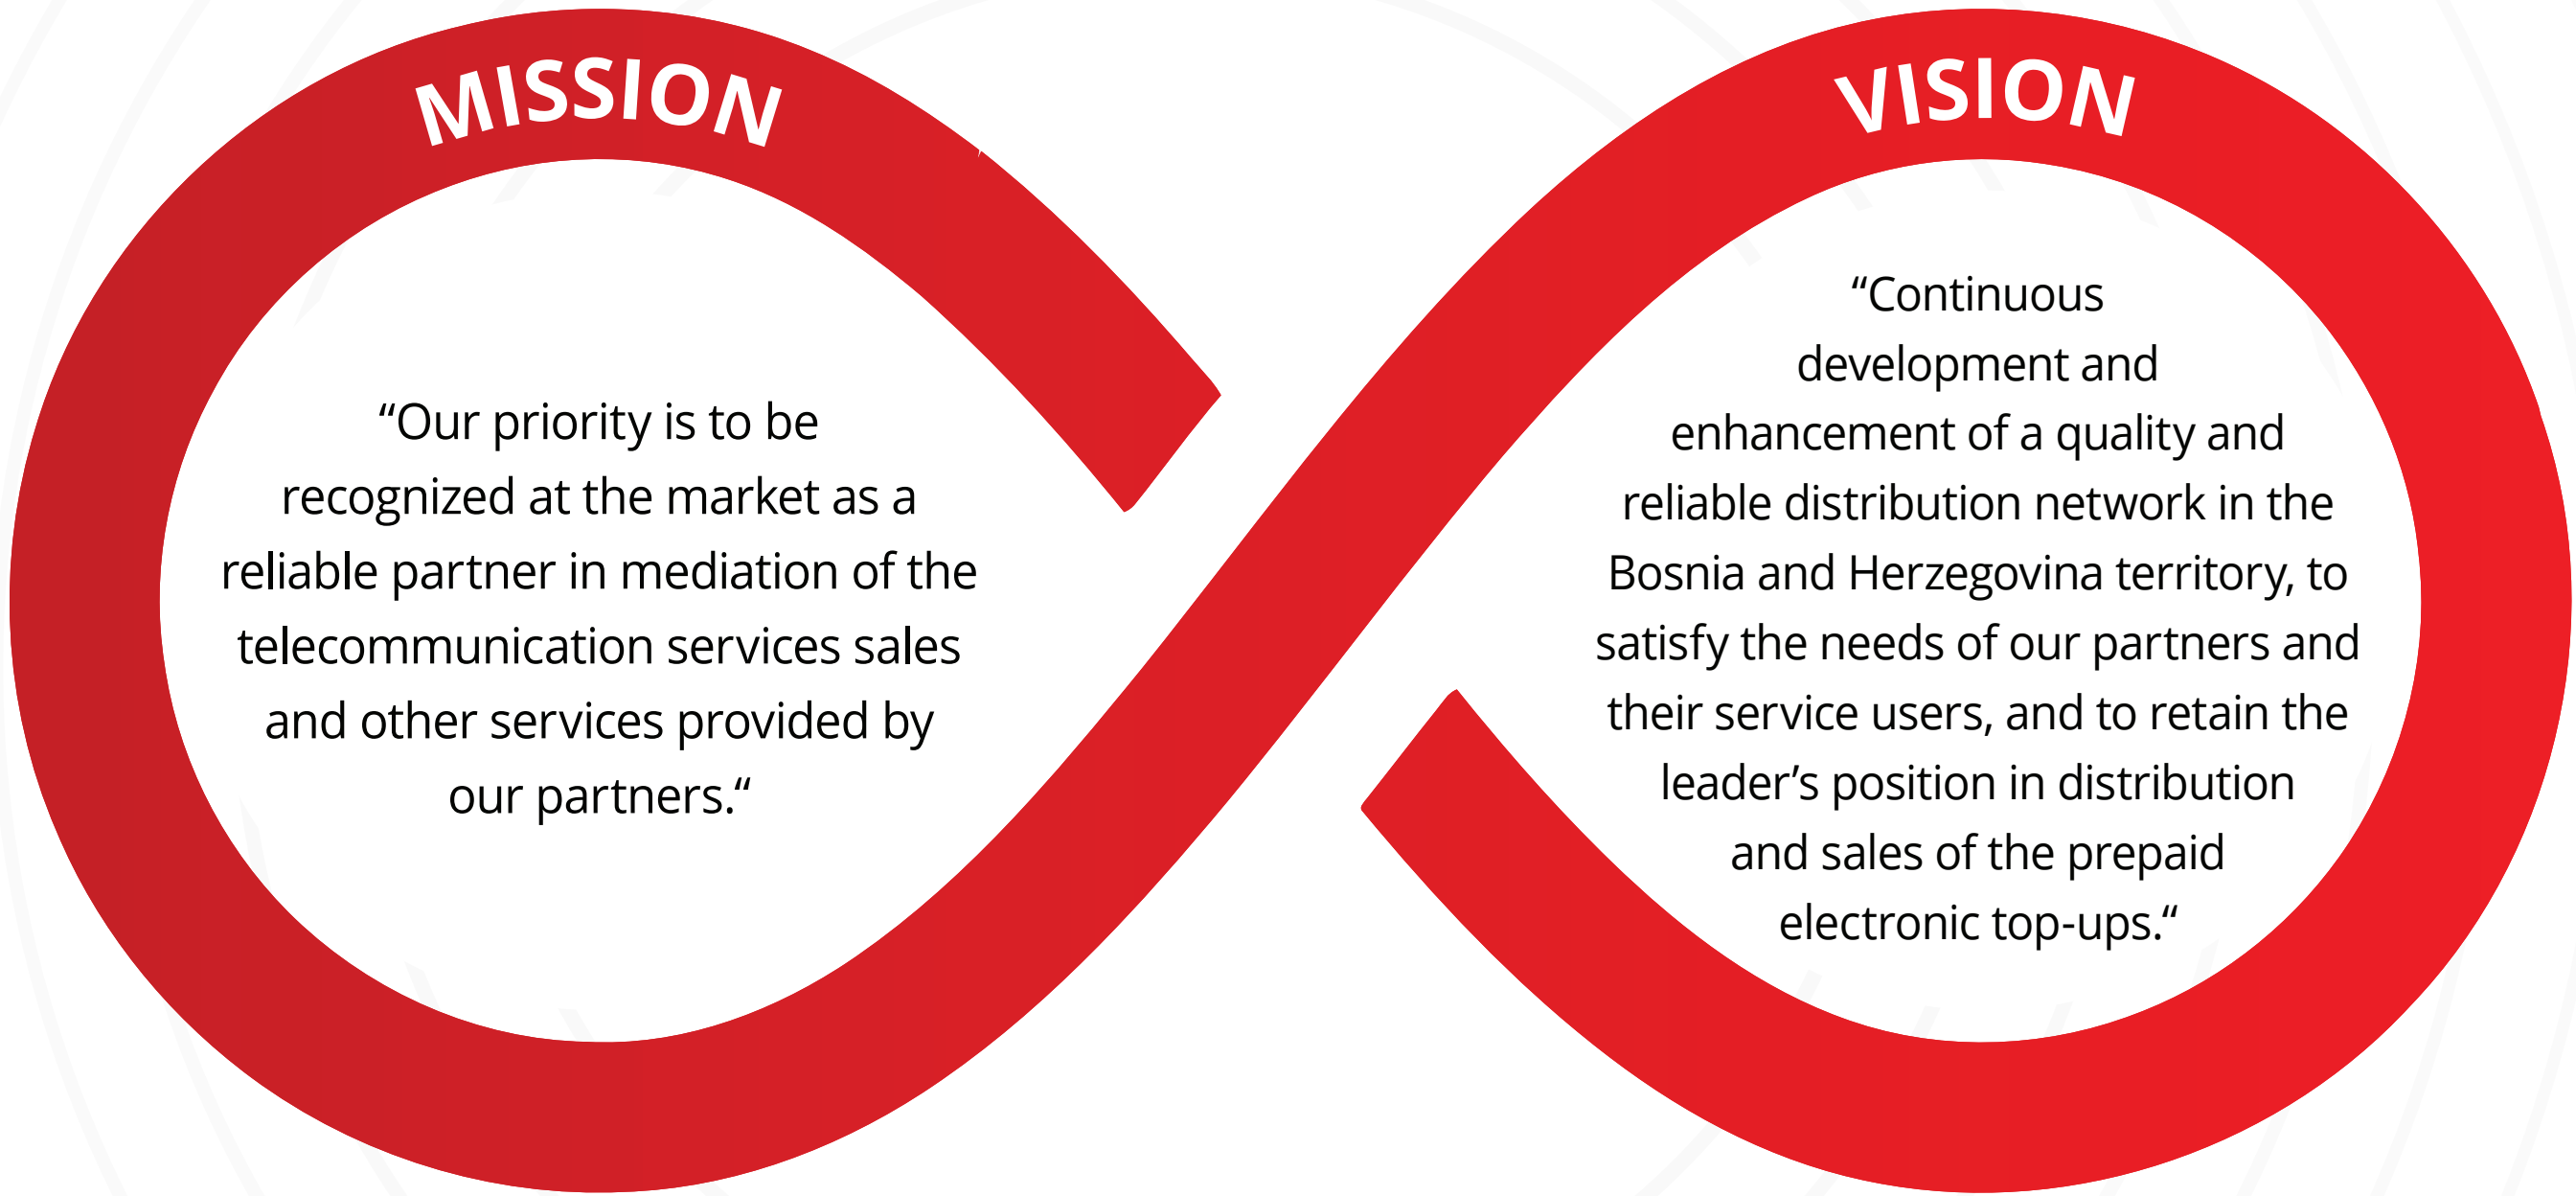 MISSION
“Our priority is to be
recognized at the market as a
reliable partner in mediation of the
telecommunication services sales
and other services provided by
our partners.“
VISION
“Continuous
development and
enhancement of a quality and
reliable distribution network in the
Bosnia and Herzegovina territory, to
satisfy the needs of our partners and
their service users, and to retain the
leader’s position in distribution
and sales of the prepaid
electronic top-ups.“